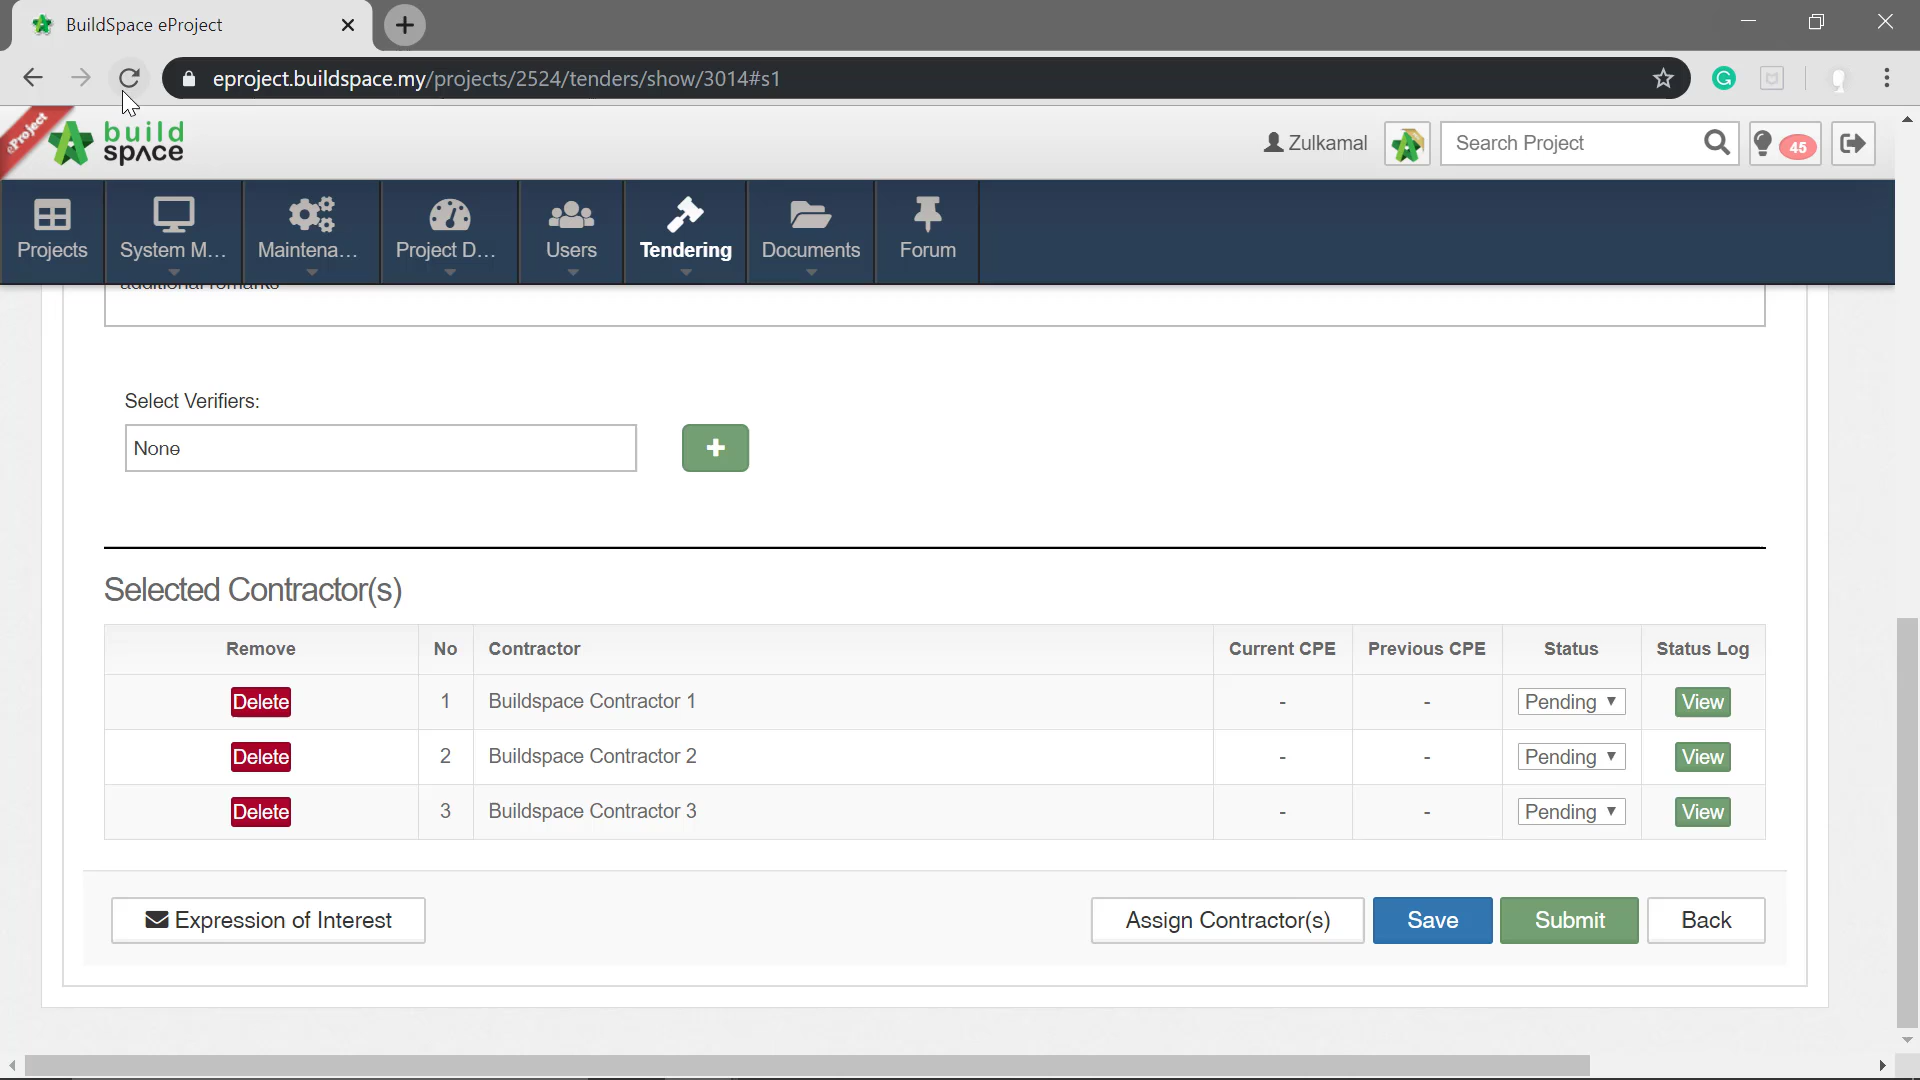 BuildSpace eProject
eproject.buildspace.my/projects/2524/tenders/show/3014#s1
eProject
build
space
Zulkamal
Search Project
45
Projects
System M...
Maintena...
Project D...
Users
Tendering
Documents
Forum
additional remarks
Select Verifiers:
None
Selected Contractor(s)
Remove No Contractor Current CPE Previous CPE Status Status Log
Delete 1 Buildspace Contractor 1 - - Pending View
Delete 2 Buildspace Contractor 2 - - Pending View
Delete 3 Buildspace Contractor 3 - - Pending View
Expression of Interest
Assign Contractor(s)
Save
Submit
Back